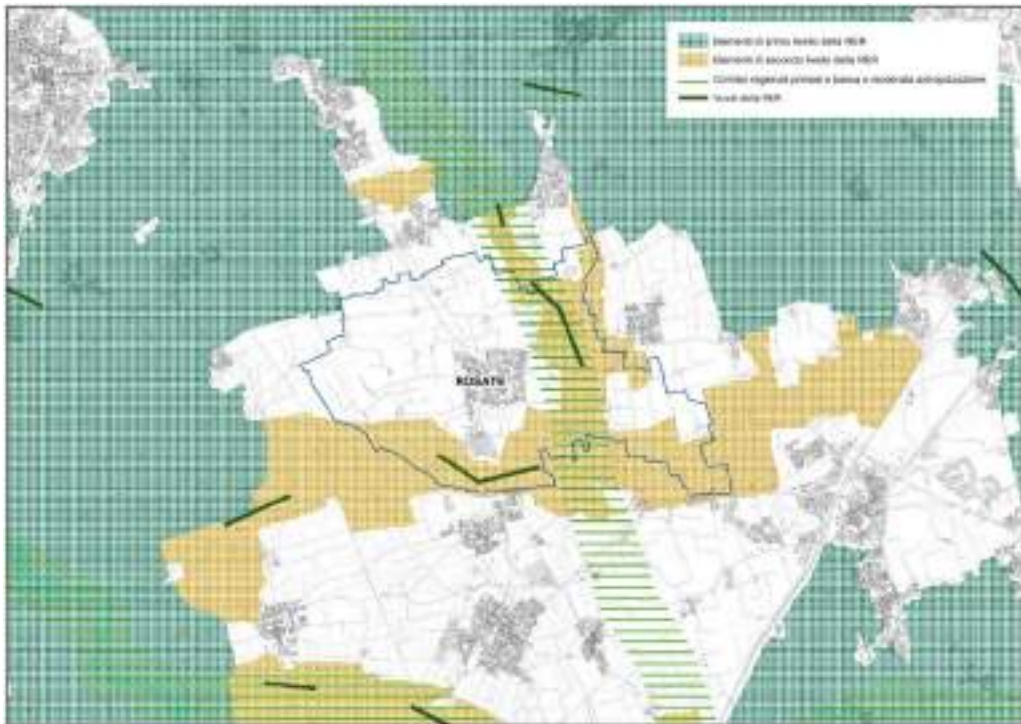 Elementi di primo livello della RER
Elementi di secondo livello della RER
Corridoi regionali primari a bassa o moderata antropizzazione
Varchi della RER
ROSATE